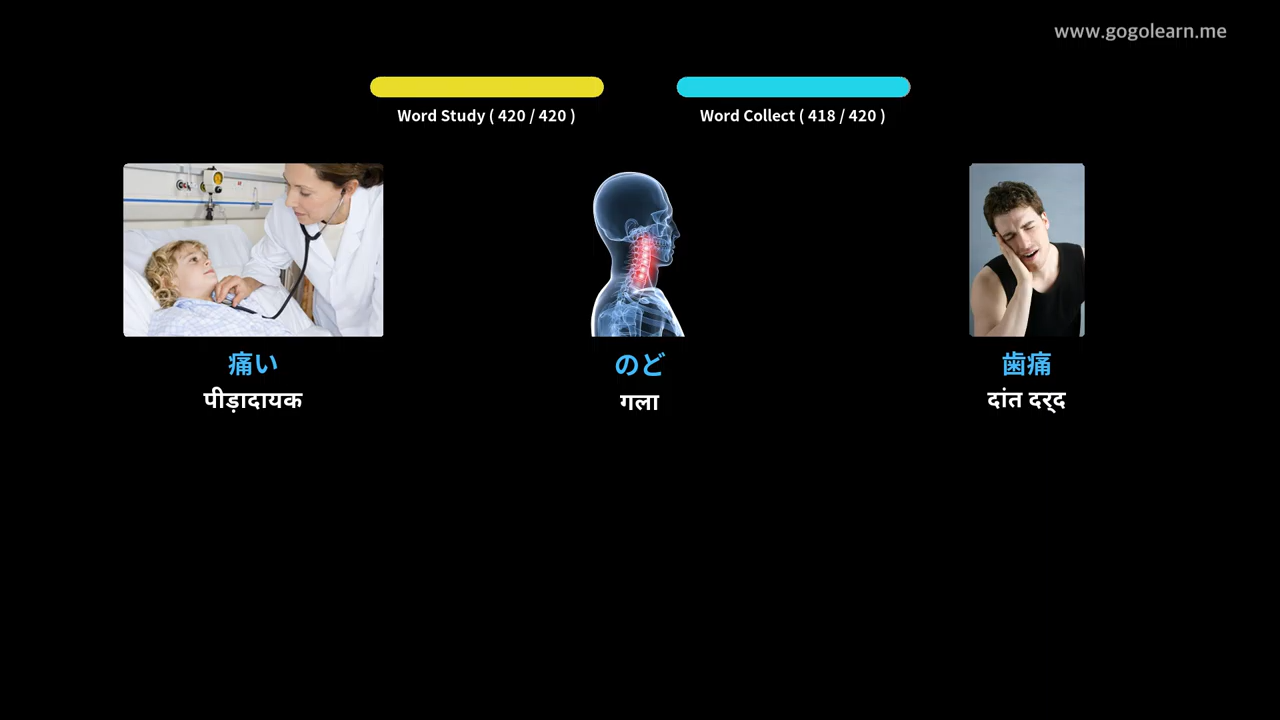 www.gogolearn.me
Word Study ( 420 / 420 )
Word Collect ( 418 / 420 )
痛い
のど
歯痛
पीड़ादायक
गला
दांत दर्द